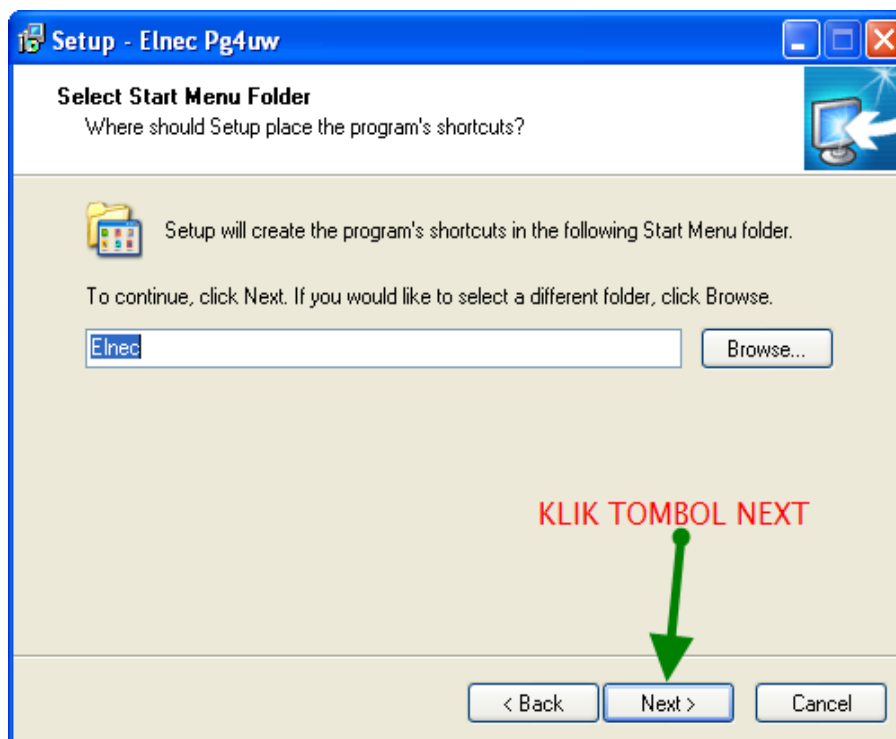 Setup - Elnec Pg4uw
Select Start Menu Folder
Where should Setup place the program's shortcuts?
Setup will create the program's shortcuts in the following Start Menu folder.
To continue, click Next. If you would like to select a different folder, click Browse.
Elnec
Browse...
KLIK TOMBOL NEXT
< Back
Next >
Cancel